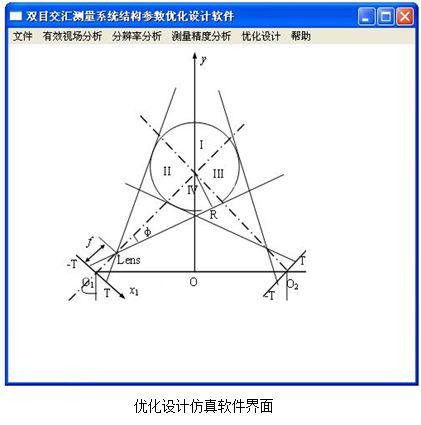 双目交汇测量系统结构参数优化设计软件
文件 有效视场分析 分辨率分析 测量精度分析 优化设计 帮助
y
I
II
III
IV
R
Φ
f
Lens
-T
T
O1
T
x1
O
-T
O2
优化设计仿真软件界面